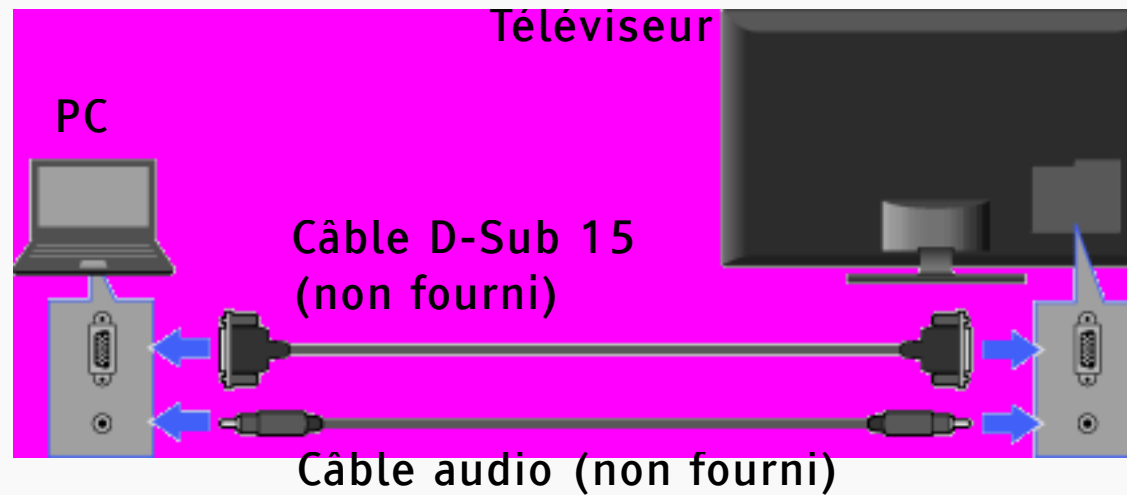 Téléviseur
PC
Câble D-Sub 15
(non fourni)
Câble audio (non fourni)